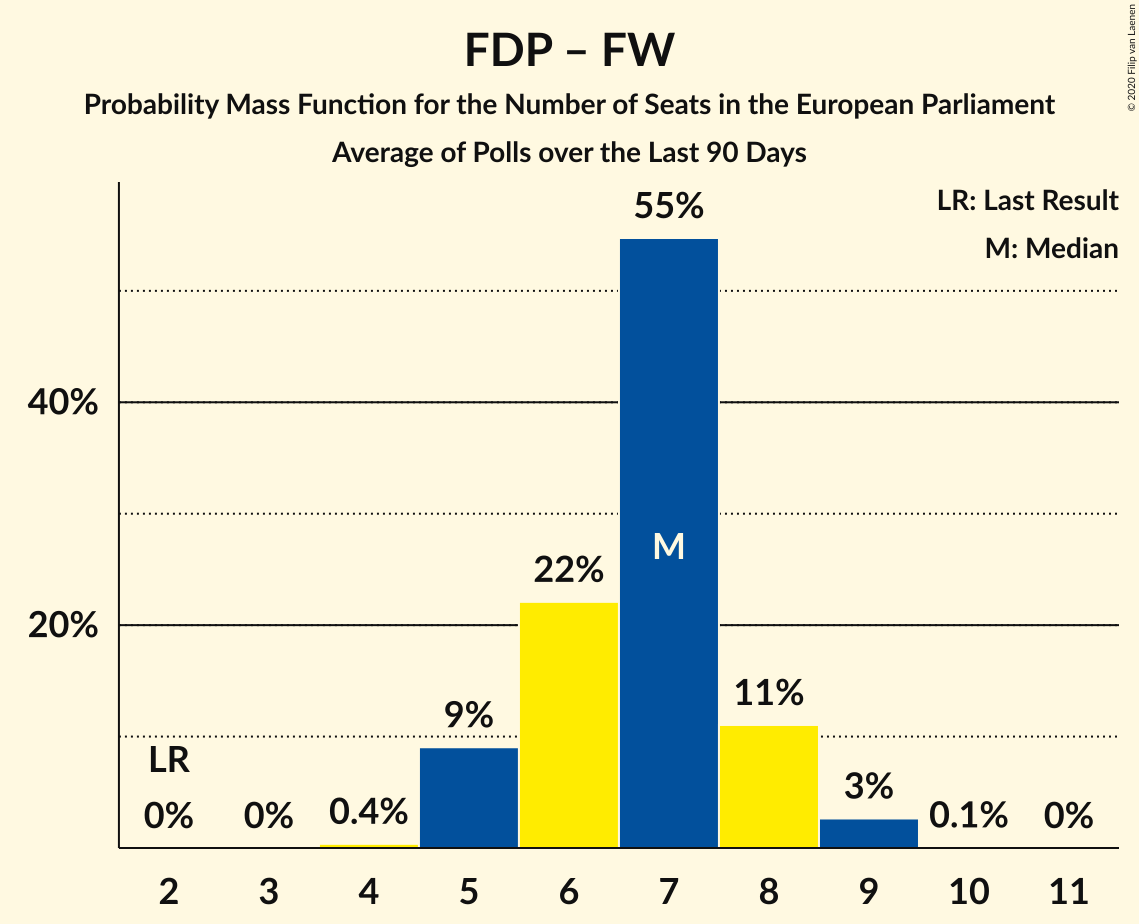 FDP – FW
Probability Mass Function for the Number of Seats in the European Parliament
Average of Polls over the Last 90 Days
© 2020 Filip van Laenen
LR: Last Result
M: Median
55%
40%
M
22%
20%
11%
9%
LR
3%
0%
0%
0.4%
0.1%
0%
2 3 4 5 6 7 8 9 10 11